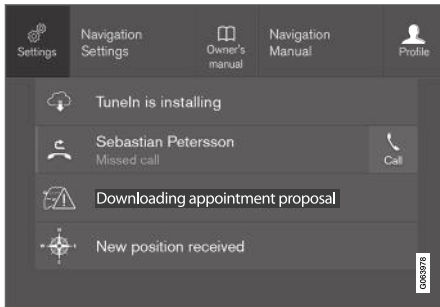 Settings
Navigation
Settings
Owner's
manual
Navigation
Manual
Profile
TuneIn is installing
Sebastian Petersson
Missed call
Call
Downloading appointment proposal
New position received
G063978